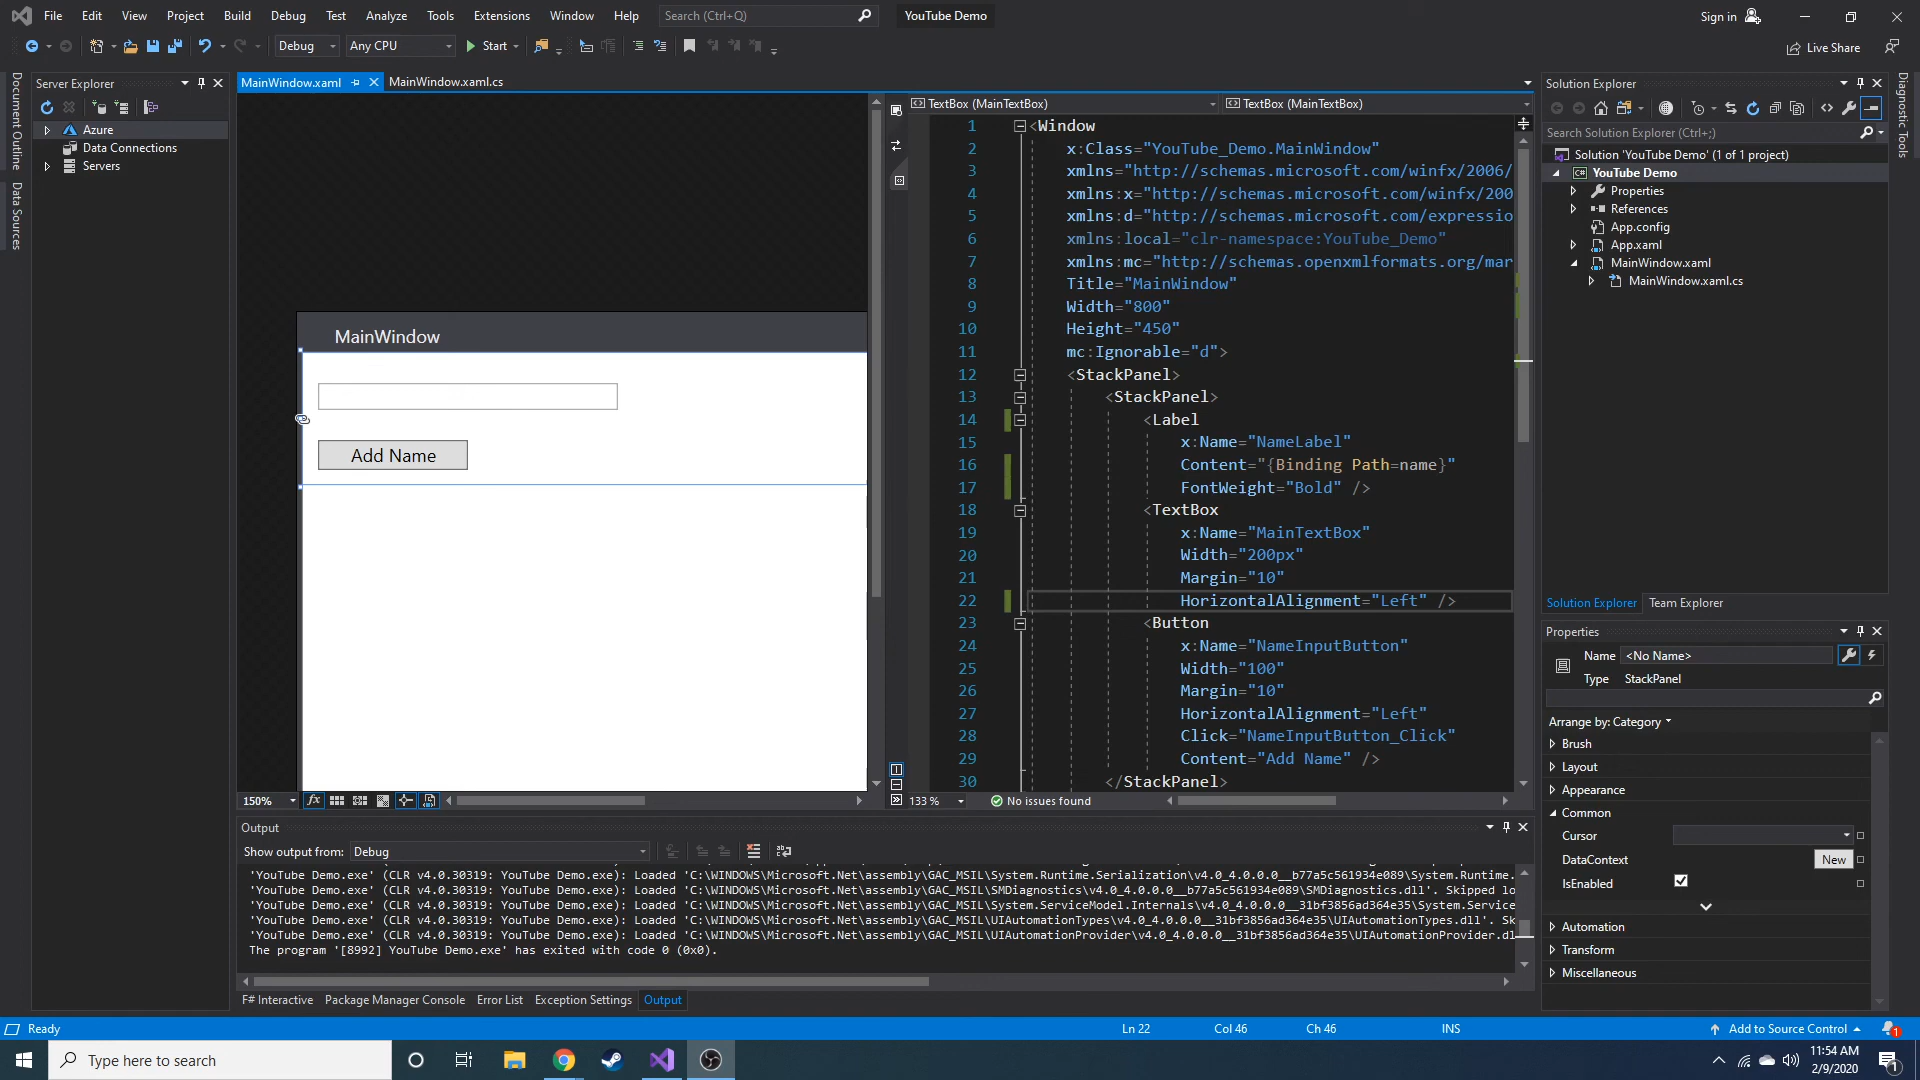 File Edit View Project Build Debug Test Analyze Tools Extensions Window Help Search (Ctrl+Q) YouTube Demo Sign in
Debug Any CPU Start Live Share
Document Outline
Data Sources
Server Explorer
Azure
Data Connections
Servers
MainWindow.xaml MainWindow.xaml.cs
MainWindow
Add Name
150%
TextBox (MainTextBox) TextBox (MainTextBox)
1 <Window
2 x:Class="YouTube_Demo.MainWindow"
3 xmlns="http://schemas.microsoft.com/winfx/2006/
4 xmlns:x="http://schemas.microsoft.com/winfx/200
5 xmlns:d="http://schemas.microsoft.com/expressio
6 xmlns:local="clr-namespace:YouTube_Demo"
7 xmlns:mc="http://schemas.openxmlformats.org/mar
8 Title="MainWindow"
9 Width="800"
10 Height="450"
11 mc:Ignorable="d">
12 <StackPanel>
13 <StackPanel>
14 <Label
15 x:Name="NameLabel"
16 Content="{Binding Path=name}"
17 FontWeight="Bold" />
18 <TextBox
19 x:Name="MainTextBox"
20 Width="200px"
21 Margin="10"
22 HorizontalAlignment="Left" />
23 <Button
24 x:Name="NameInputButton"
25 Width="100"
26 Margin="10"
27 HorizontalAlignment="Left"
28 Click="NameInputButton_Click"
29 Content="Add Name" />
30 </StackPanel>
133 % No issues found
Solution Explorer
Search Solution Explorer (Ctrl+;)
Solution 'YouTube Demo' (1 of 1 project)
YouTube Demo
Properties
References
App.config
App.xaml
MainWindow.xaml
MainWindow.xaml.cs
Diagnostic Tools
Solution Explorer Team Explorer
Properties
Name <No Name>
Type StackPanel
Arrange by: Category
Brush
Layout
Appearance
Common
Cursor
DataContext New
IsEnabled
Automation
Transform
Miscellaneous
Output
Show output from: Debug
'YouTube Demo.exe' (CLR v4.0.30319: YouTube Demo.exe): Loaded 'C:\WINDOWS\Microsoft.Net\assembly\GAC_MSIL\System.Runtime.Serialization\v4.0_4.0.0.0__b77a5c561934e089\System.Runtime.
'YouTube Demo.exe' (CLR v4.0.30319: YouTube Demo.exe): Loaded 'C:\WINDOWS\Microsoft.Net\assembly\GAC_MSIL\SMDiagnostics\v4.0_4.0.0.0__b77a5c561934e089\SMDiagnostics.dll'. Skipped lo
'YouTube Demo.exe' (CLR v4.0.30319: YouTube Demo.exe): Loaded 'C:\WINDOWS\Microsoft.Net\assembly\GAC_MSIL\System.ServiceModel.Internals\v4.0_4.0.0.0__31bf3856ad364e35\System.Service
'YouTube Demo.exe' (CLR v4.0.30319: YouTube Demo.exe): Loaded 'C:\WINDOWS\Microsoft.Net\assembly\GAC_MSIL\UIAutomationTypes\v4.0_4.0.0.0__31bf3856ad364e35\UIAutomationTypes.dll'. Sk
'YouTube Demo.exe' (CLR v4.0.30319: YouTube Demo.exe): Loaded 'C:\WINDOWS\Microsoft.Net\assembly\GAC_MSIL\UIAutomationProvider\v4.0_4.0.0.0__31bf3856ad364e35\UIAutomationProvider.dl
The program '[8992] YouTube Demo.exe' has exited with code 0 (0x0).
F# Interactive Package Manager Console Error List Exception Settings Output
Ready Ln 22 Col 46 Ch 46 INS Add to Source Control 1
Type here to search
11:54 AM
2/9/2020
1